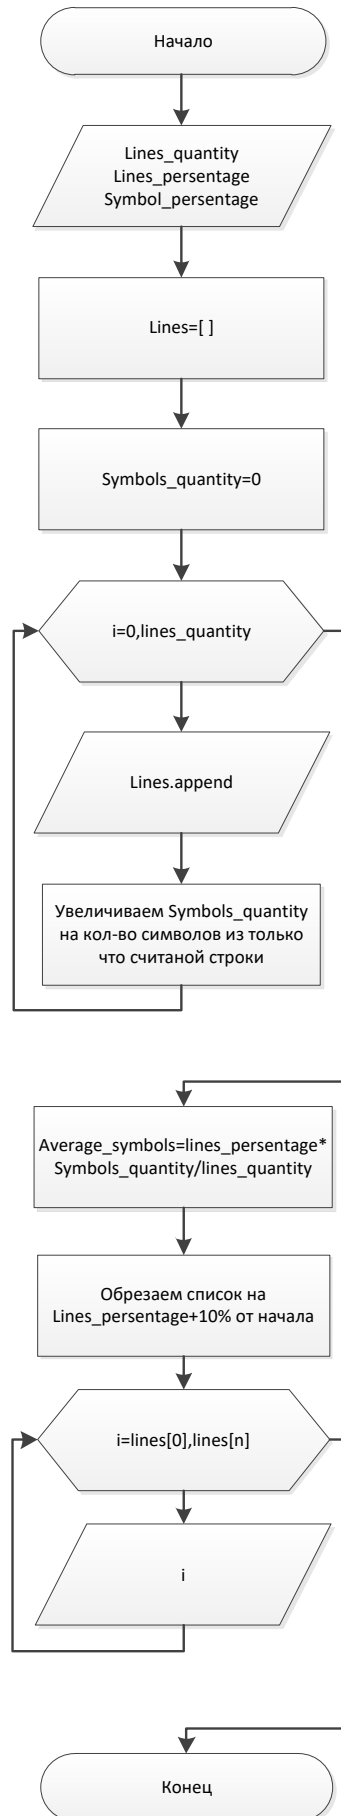 Начало
Lines_quantity
Lines_persentage
Symbol_persentage
Lines=[ ]
Symbols_quantity=0
i=0,lines_quantity
Lines.append
Увеличиваем Symbols_quantity
на кол-во символов из только
что считаной строки
Average_symbols=lines_persentage*
Symbols_quantity/lines_quantity
Обрезаем список на
Lines_persentage+10% от начала
i=lines[0],lines[n]
i
Конец